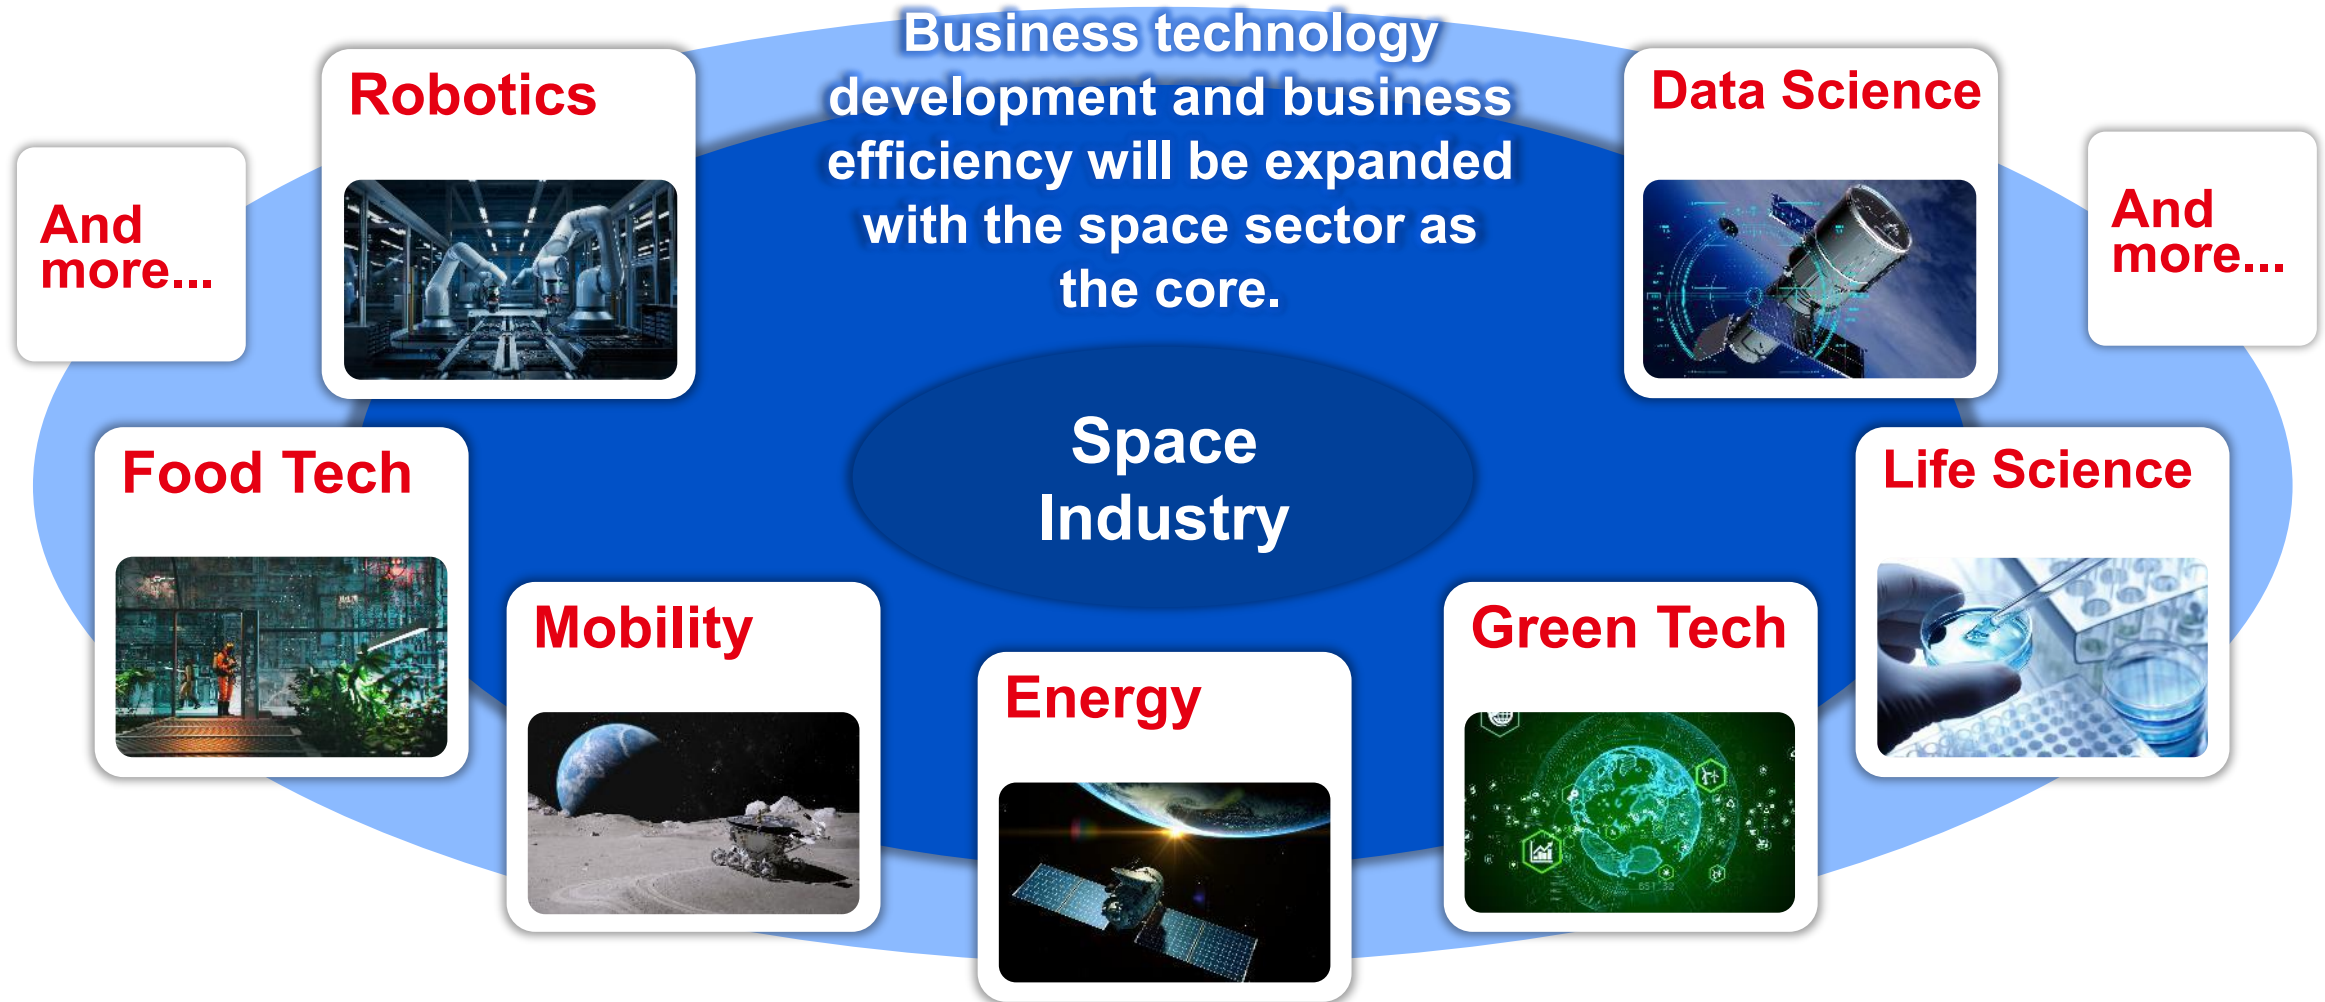 Business technology
development and business
efficiency will be expanded
with the space sector as
the core.
Robotics
Data Science
And
more...
And
more...
Space
Industry
Food Tech
Life Science
Mobility
Green Tech
Energy